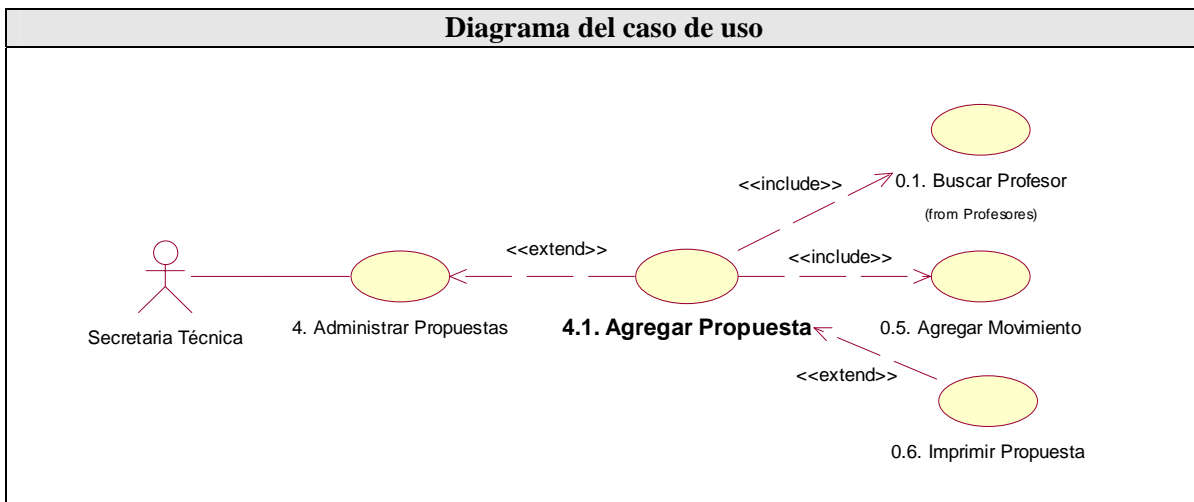 Diagrama del caso de uso
<<include>>
0.1. Buscar Profesor
(from Profesores)
<<extend>>
<<include>>
Secretaria Técnica
4. Administrar Propuestas
4.1. Agregar Propuesta
0.5. Agregar Movimiento
<<extend>>
0.6. Imprimir Propuesta